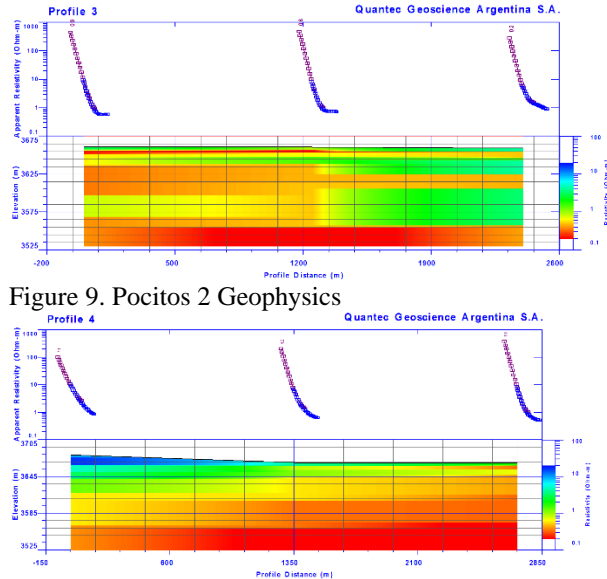 Profile 3
Quantec Geoscience Argentina S.A.
Apparent Resistivity (Ohm-m)
1000
100
10
1
0.1
3675
3625
3575
3525
Elevation (m)
100
10
1
0.1
Resistivity (Ohm-m)
-200 500 1200 1900 2600
Profile Distance (m)
Figure 9. Pocitos 2 Geophysics
Profile 4
Quantec Geoscience Argentina S.A.
Apparent Resistivity (Ohm-m)
1000
100
10
1
0.1
3705
3645
3585
3525
Elevation (m)
100
10
1
0.1
Resistivity (Ohm-m)
-150 600 1350 2100 2850
Profile Distance (m)